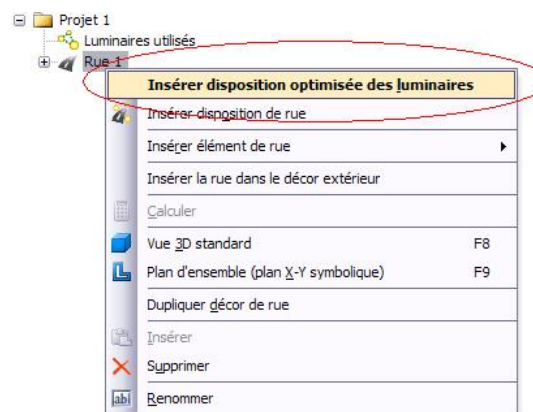 Projet 1
Luminaires utilisés
Rue 1
Insérer disposition optimisée des luminaires
Insérer disposition de rue
Insérer élément de rue
Insérer la rue dans le décor extérieur
Calculer
Vue 3D standard F8
Plan d'ensemble (plan X-Y symbolique) F9
Dupliquer décor de rue
Insérer
Supprimer
abl Renommer